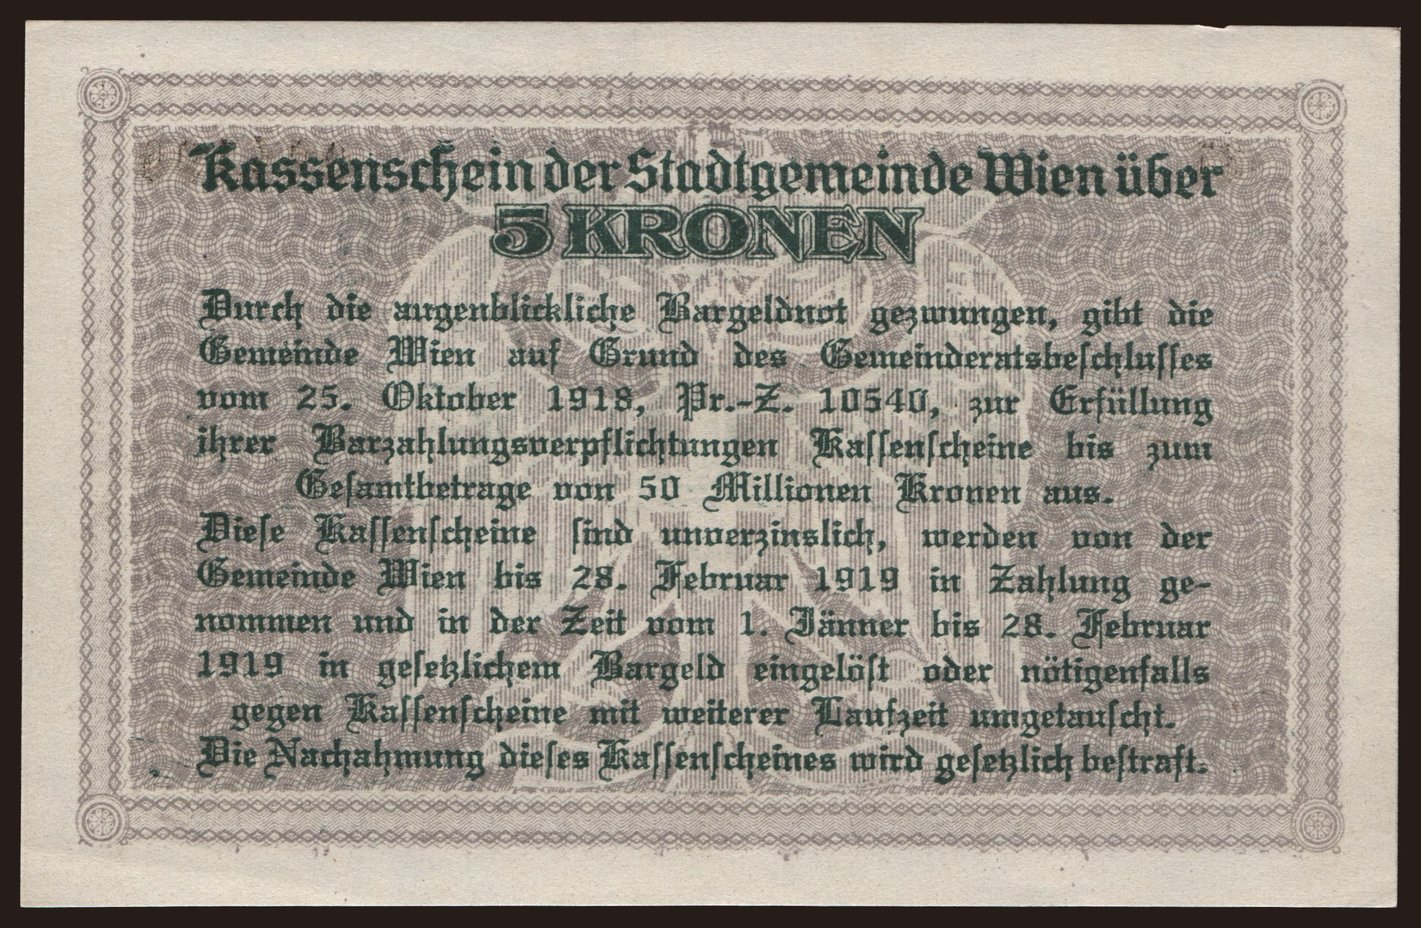 Kassenschein der Stadtgemeinde Wien über
5 KRONEN
Durch die augenblickliche Bargeldnot gezwungen, gibt die
Gemeinde Wien auf Grund des Gemeinderatsbeschlusses
vom 25. Oktober 1918, Pr.-Z. 10540, zur Erfüllung
ihrer Barzahlungsverpflichtungen Kassenscheine bis zum
Gesamtbetrage von 50 Millionen Kronen aus.
Diese Kassenscheine sind unverzinslich, werden von der
Gemeinde Wien bis 28. Februar 1919 in Zahlung ge-
nommen und in der Zeit vom 1. Jänner bis 28. Februar
1919 in gesetzlichem Bargeld eingelöst oder nötigenfalls
gegen Kassenscheine mit weiterer Laufzeit umgetauscht.
Die Nachahmung dieses Kassenscheines wird gesetzlich bestraft.